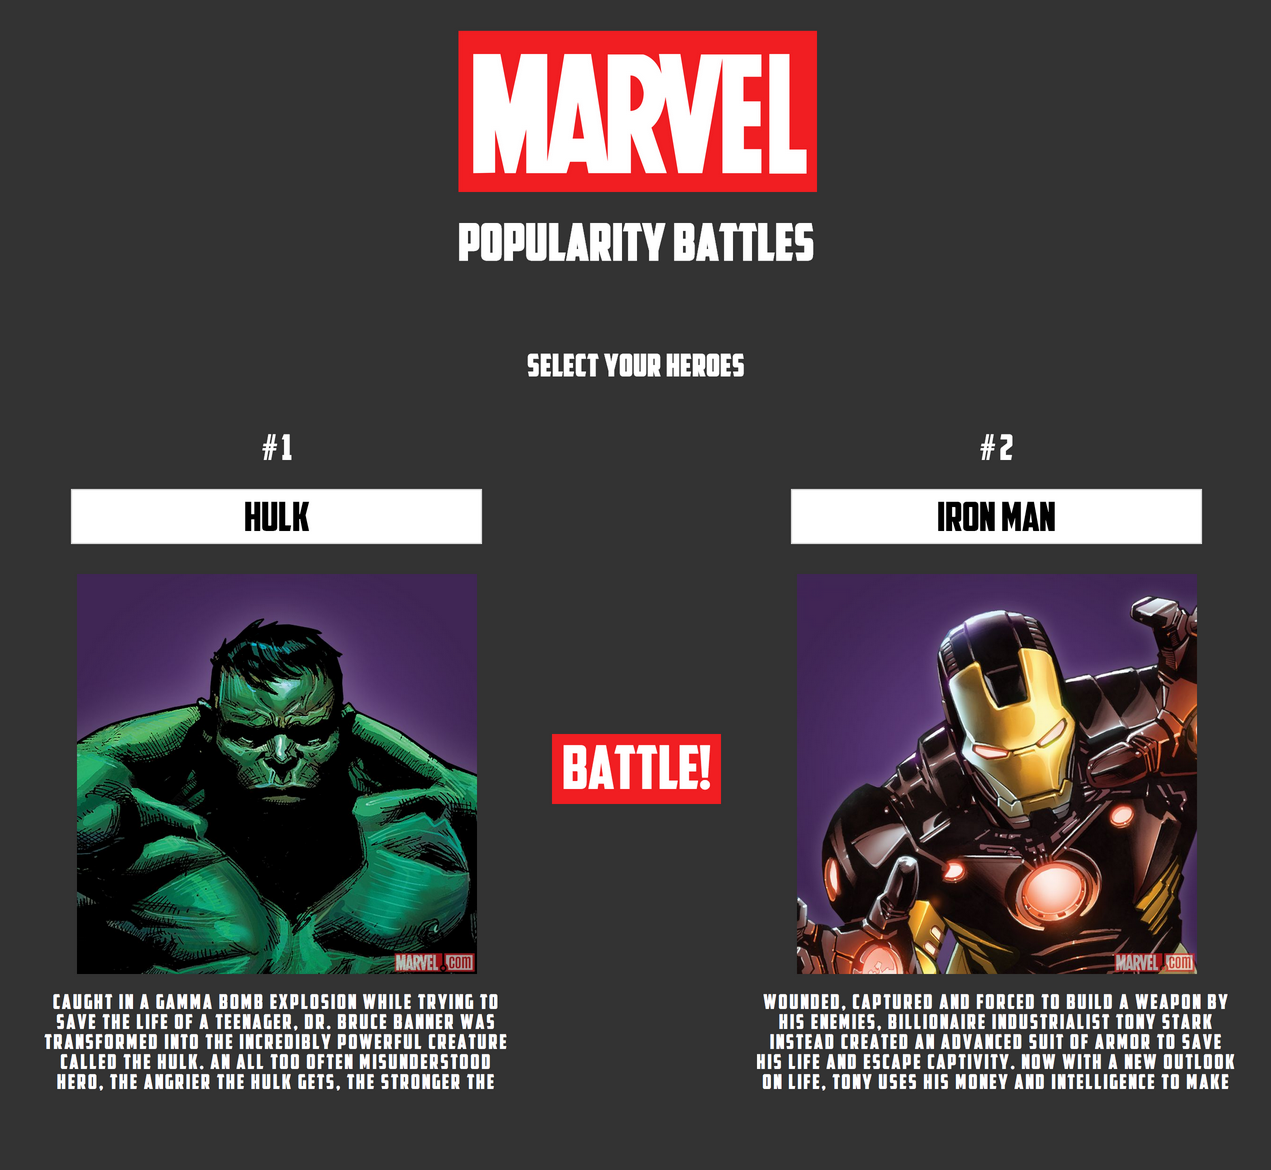 MARVEL
POPULARITY BATTLES
SELECT YOUR HEROES
#1
HULK
MARVEL.COM
CAUGHT IN A GAMMA BOMB EXPLOSION WHILE TRYING TO
SAVE THE LIFE OF A TEENAGER, DR. BRUCE BANNER WAS
TRANSFORMED INTO THE INCREDIBLY POWERFUL CREATURE
CALLED THE HULK. AN ALL TOO OFTEN MISUNDERSTOOD
HERO, THE ANGRIER THE HULK GETS, THE STRONGER THE
BATTLE!
#2
IRON MAN
MARVEL.COM
WOUNDED, CAPTURED AND FORCED TO BUILD A WEAPON BY
HIS ENEMIES, BILLIONAIRE INDUSTRIALIST TONY STARK
INSTEAD CREATED AN ADVANCED SUIT OF ARMOR TO SAVE
HIS LIFE AND ESCAPE CAPTIVITY. NOW WITH A NEW OUTLOOK
ON LIFE, TONY USES HIS MONEY AND INTELLIGENCE TO MAKE